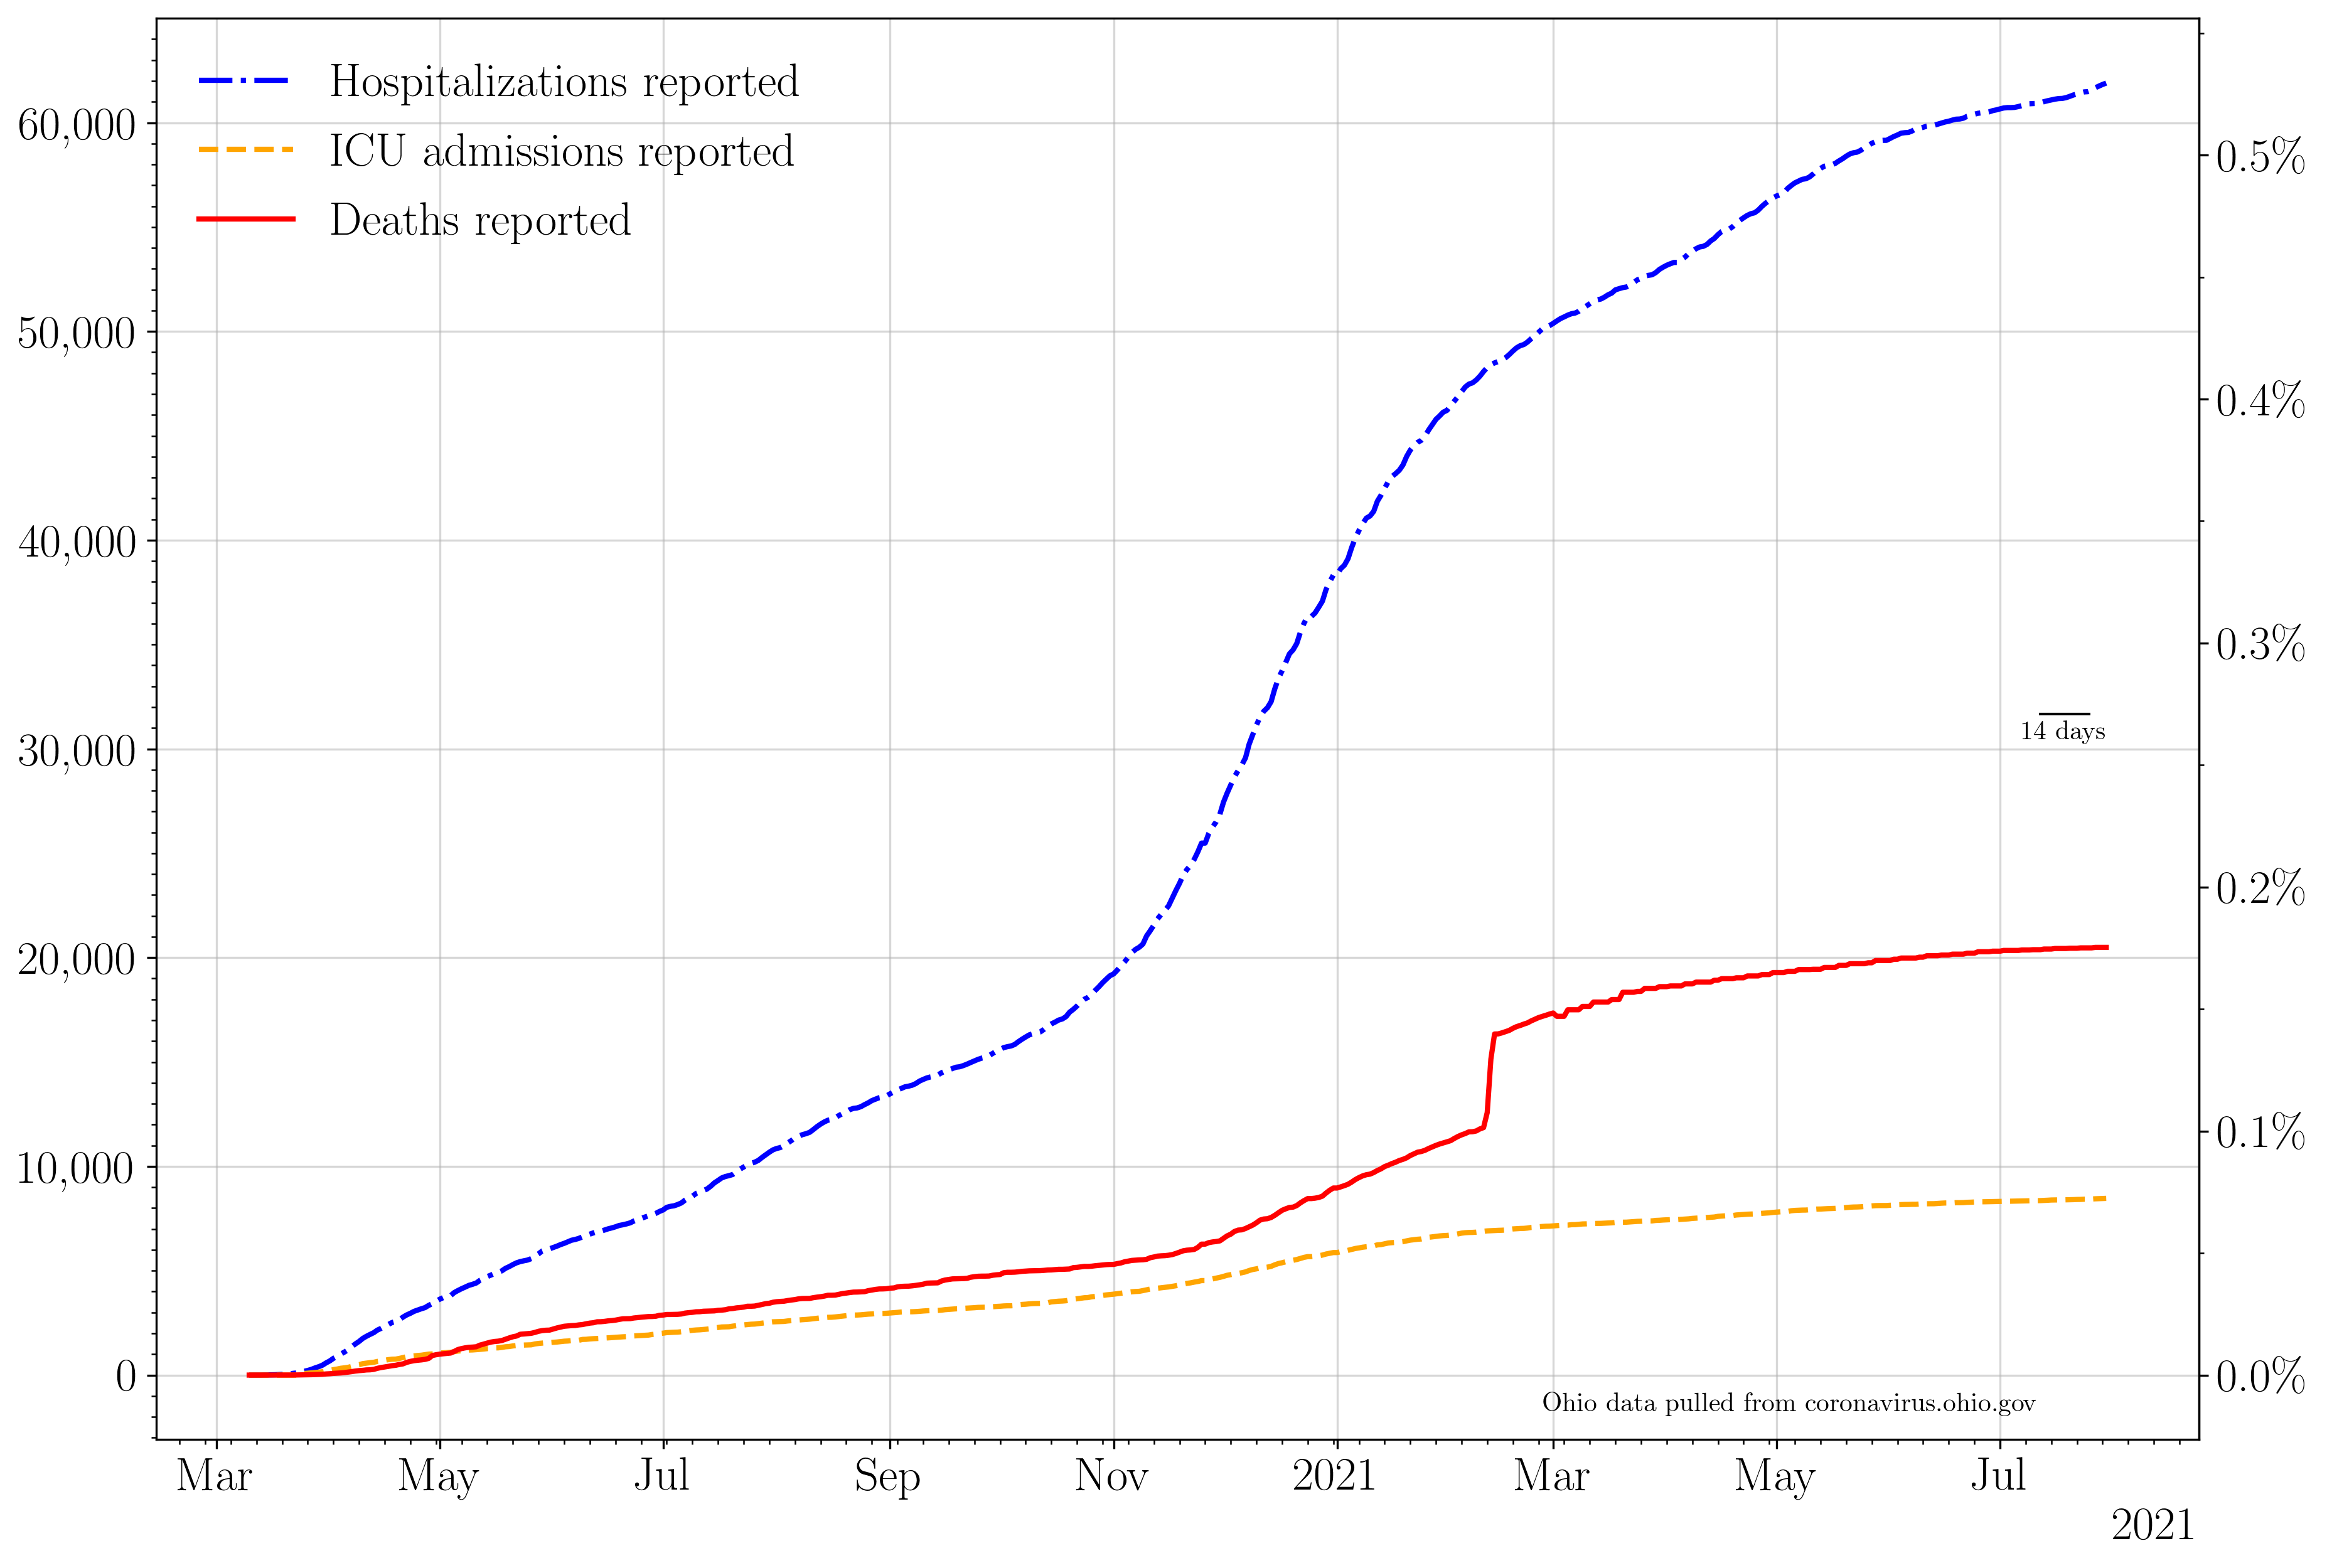 Hospitalizations reported
ICU admissions reported
Deaths reported
60,000
50,000
40,000
30,000
20,000
10,000
0
0.5%
0.4%
0.3%
0.2%
0.1%
0.0%
14 days
Ohio data pulled from coronavirus.ohio.gov
Mar May Jul Sep Nov 2021 Mar May Jul
2021